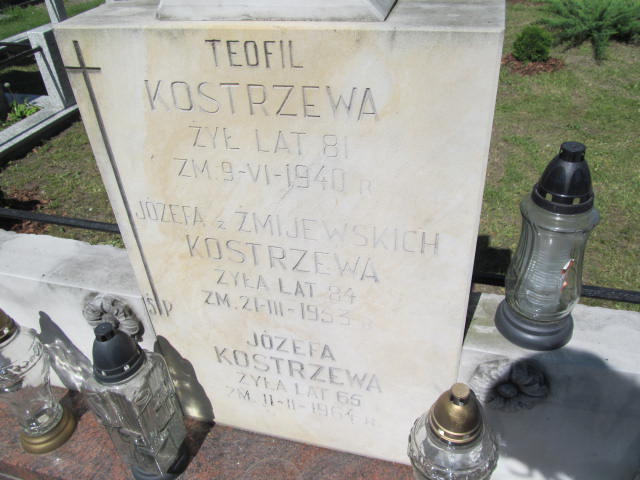 TEOFIL
KOSTRZEWA
ŻYŁ LAT 81
ZM. 9-VI-1940 R
JÓZEFA z ŻMIJEWSKICH
KOSTRZEWA
ŻYŁA LAT 84
ZM. 21-III-1953 R
Ś P
JÓZEFA
KOSTRZEWA
ŻYŁA LAT 65
ZM. 11-II-1964 R